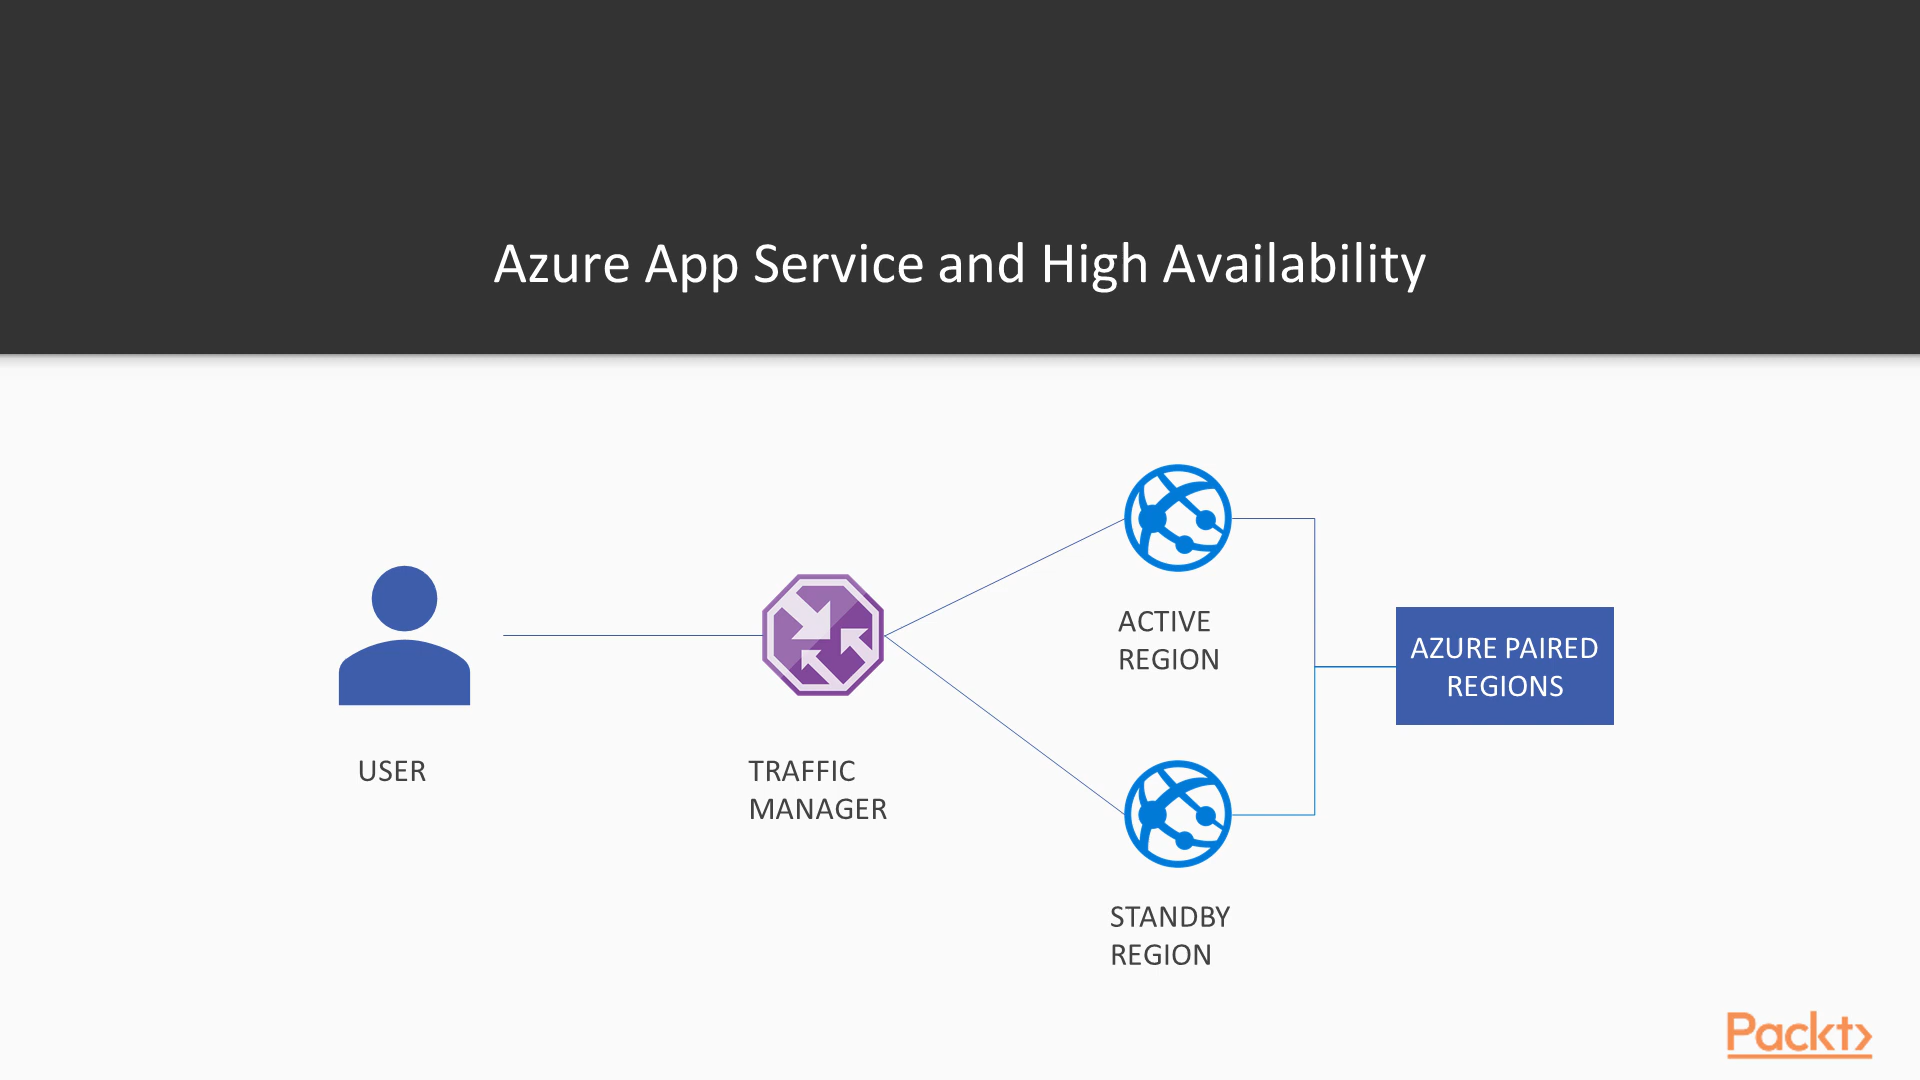 Azure App Service and High Availability
USER
TRAFFIC
MANAGER
ACTIVE
REGION
STANDBY
REGION
AZURE PAIRED
REGIONS
Packt>